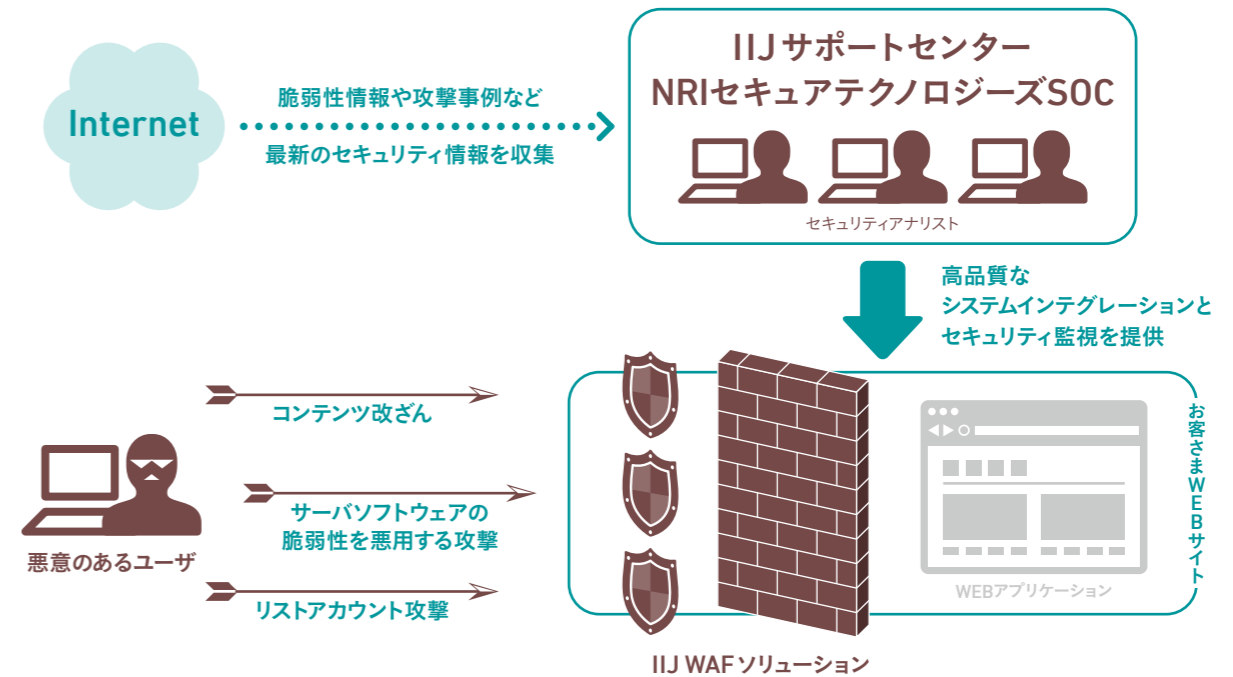 IIJ サポートセンター
NRIセキュアテクノロジーズSOC
セキュリティアナリスト
Internet
脆弱性情報や攻撃事例など
最新のセキュリティ情報を収集
高品質な
システムインテグレーションと
セキュリティ監視を提供
コンテンツ改ざん
サーバソフトウェアの
脆弱性を悪用する攻撃
リストアカウント攻撃
悪意のあるユーザ
お客さまWEBサイト
WEBアプリケーション
IIJ WAF ソリューション